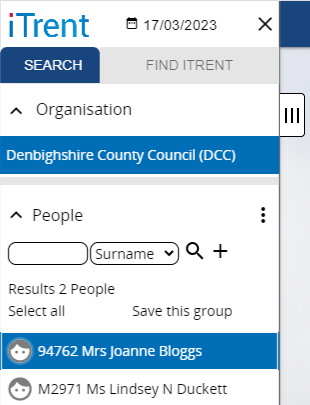 iTrent
17/03/2023
SEARCH FIND ITRENT
Organisation
Denbighshire County Council (DCC)
People
Surname
Results 2 People
Select all Save this group
94762 Mrs Joanne Bloggs
M2971 Ms Lindsey N Duckett